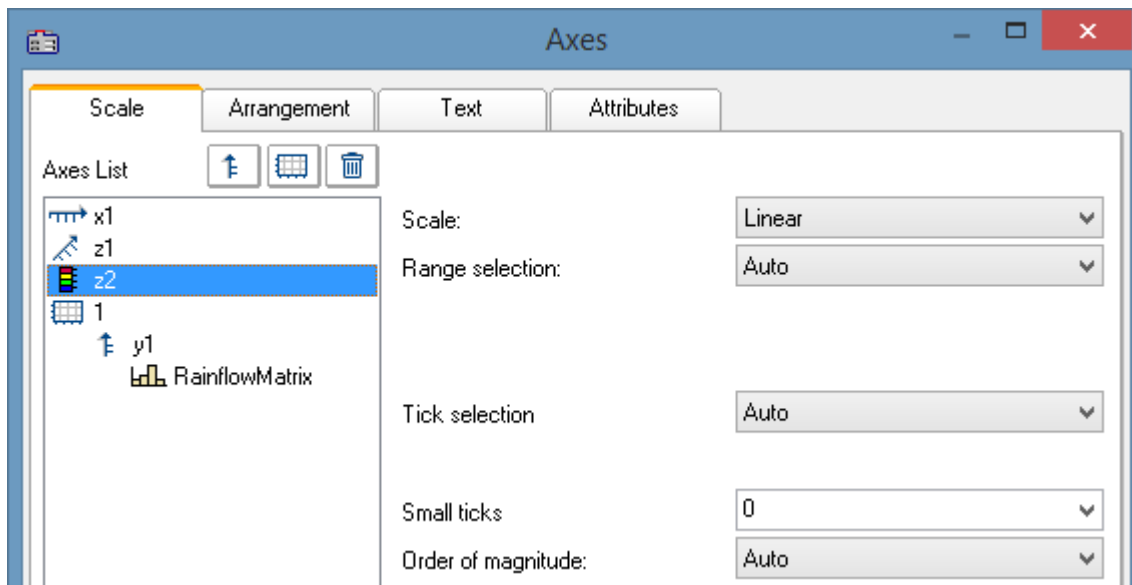 Axes
Scale Arrangement Text Attributes
Axes List
x1
z1
z2
1
y1
RainflowMatrix
Scale: Linear
Range selection: Auto
Tick selection Auto
Small ticks 0
Order of magnitude: Auto